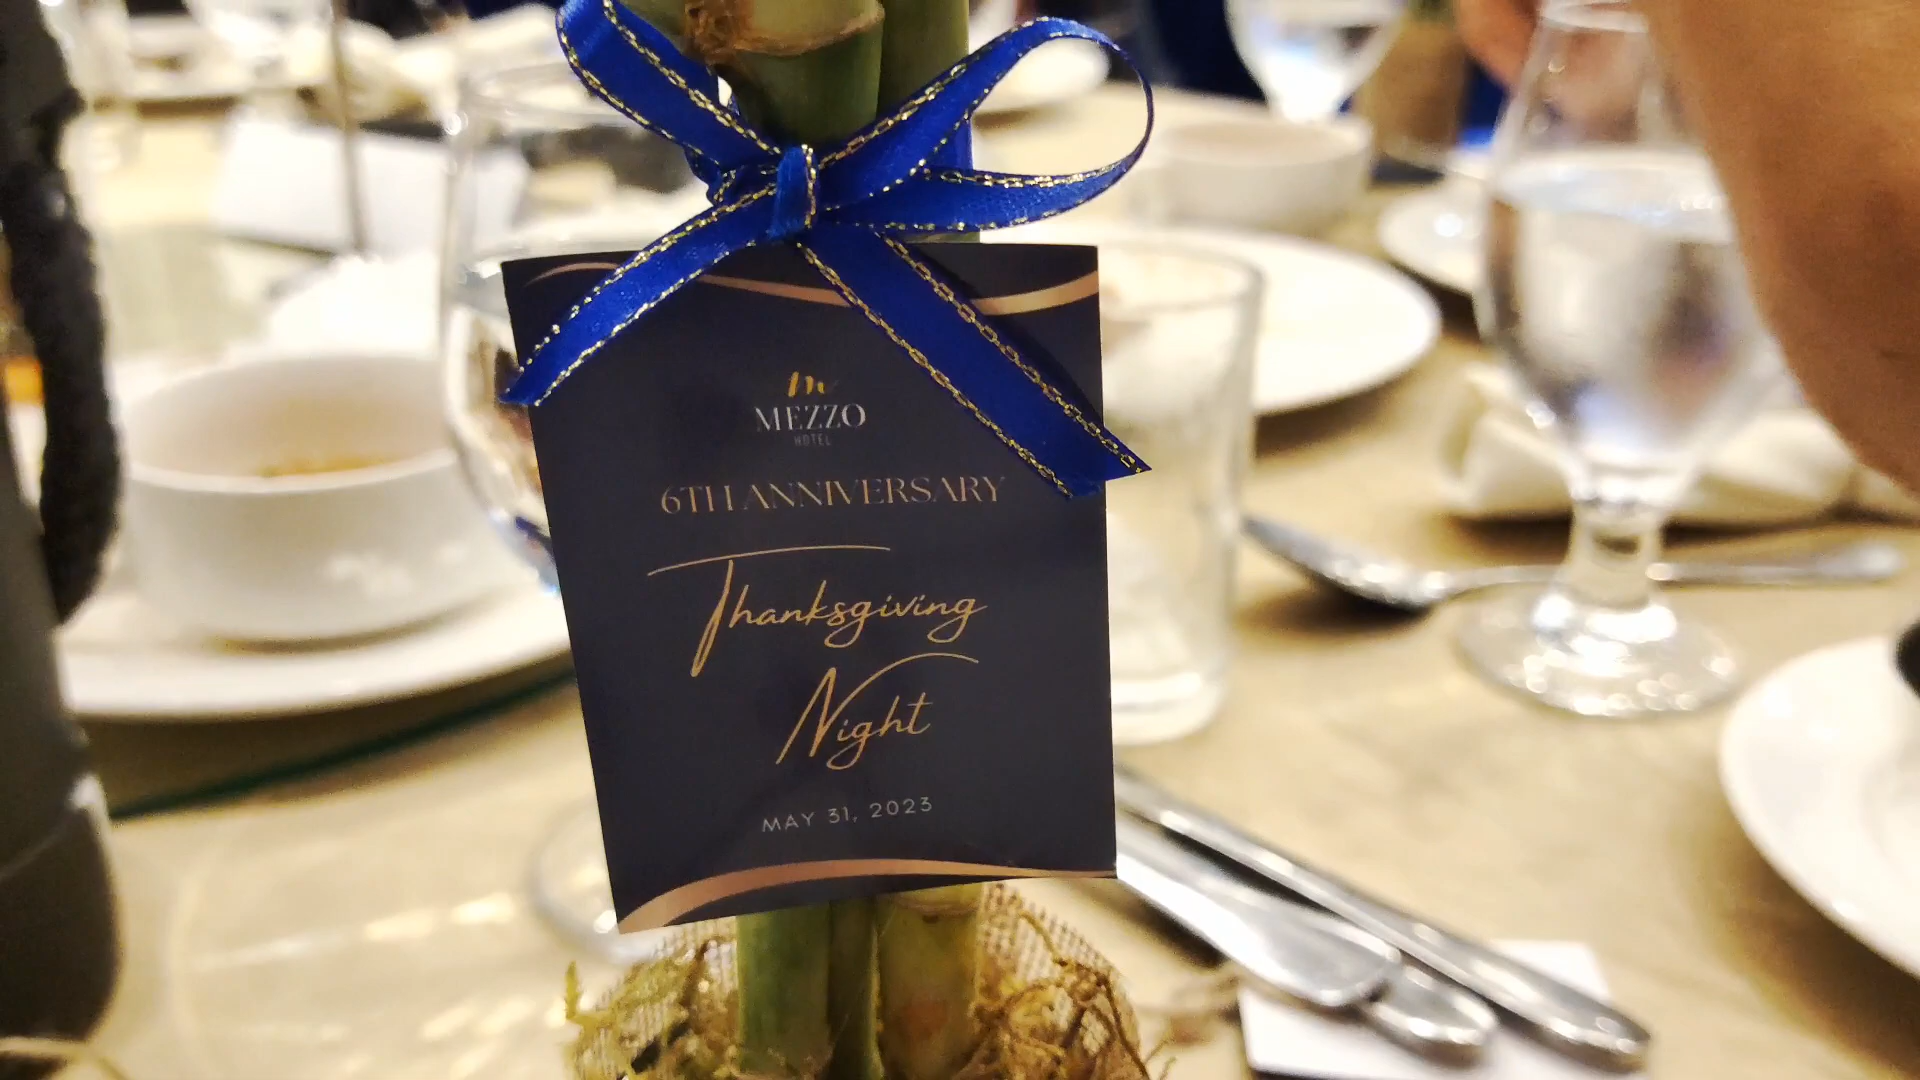 m
MEZZO
HOTEL
6TH ANNIVERSARY
Thanksgiving
Night
MAY 31, 2023